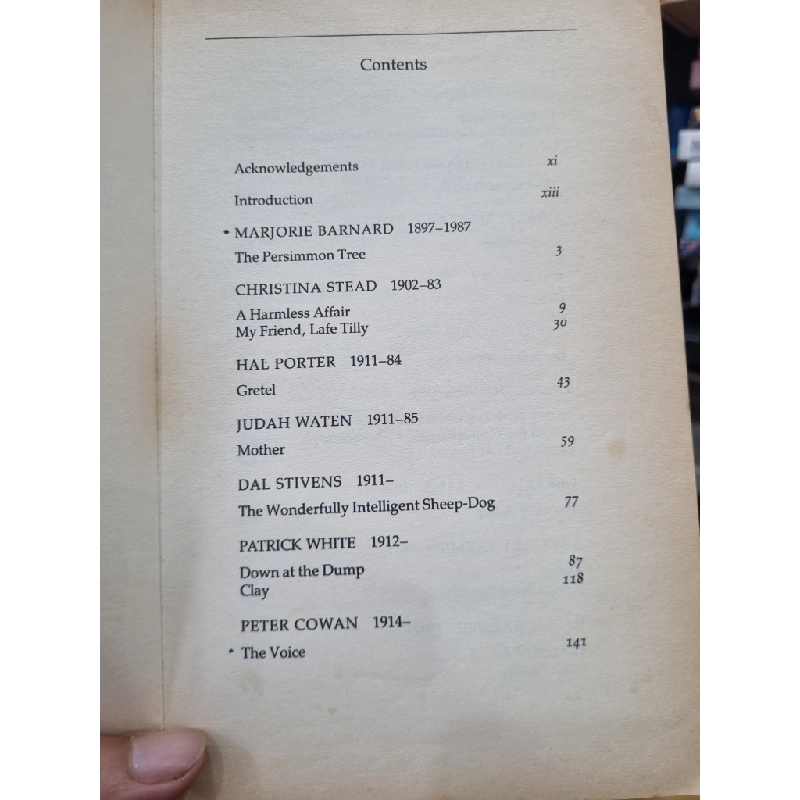 Contents
Acknowledgements xi
Introduction xiii
• MARJORIE BARNARD 1897–1987
The Persimmon Tree 3
CHRISTINA STEAD 1902–83
A Harmless Affair 9
My Friend, Lafe Tilly 30
HAL PORTER 1911–84
Gretel 43
JUDAH WATEN 1911–85
Mother 59
DAL STIVENS 1911–
The Wonderfully Intelligent Sheep-Dog 77
PATRICK WHITE 1912–
Down at the Dump 87
Clay 118
PETER COWAN 1914–
• The Voice 141